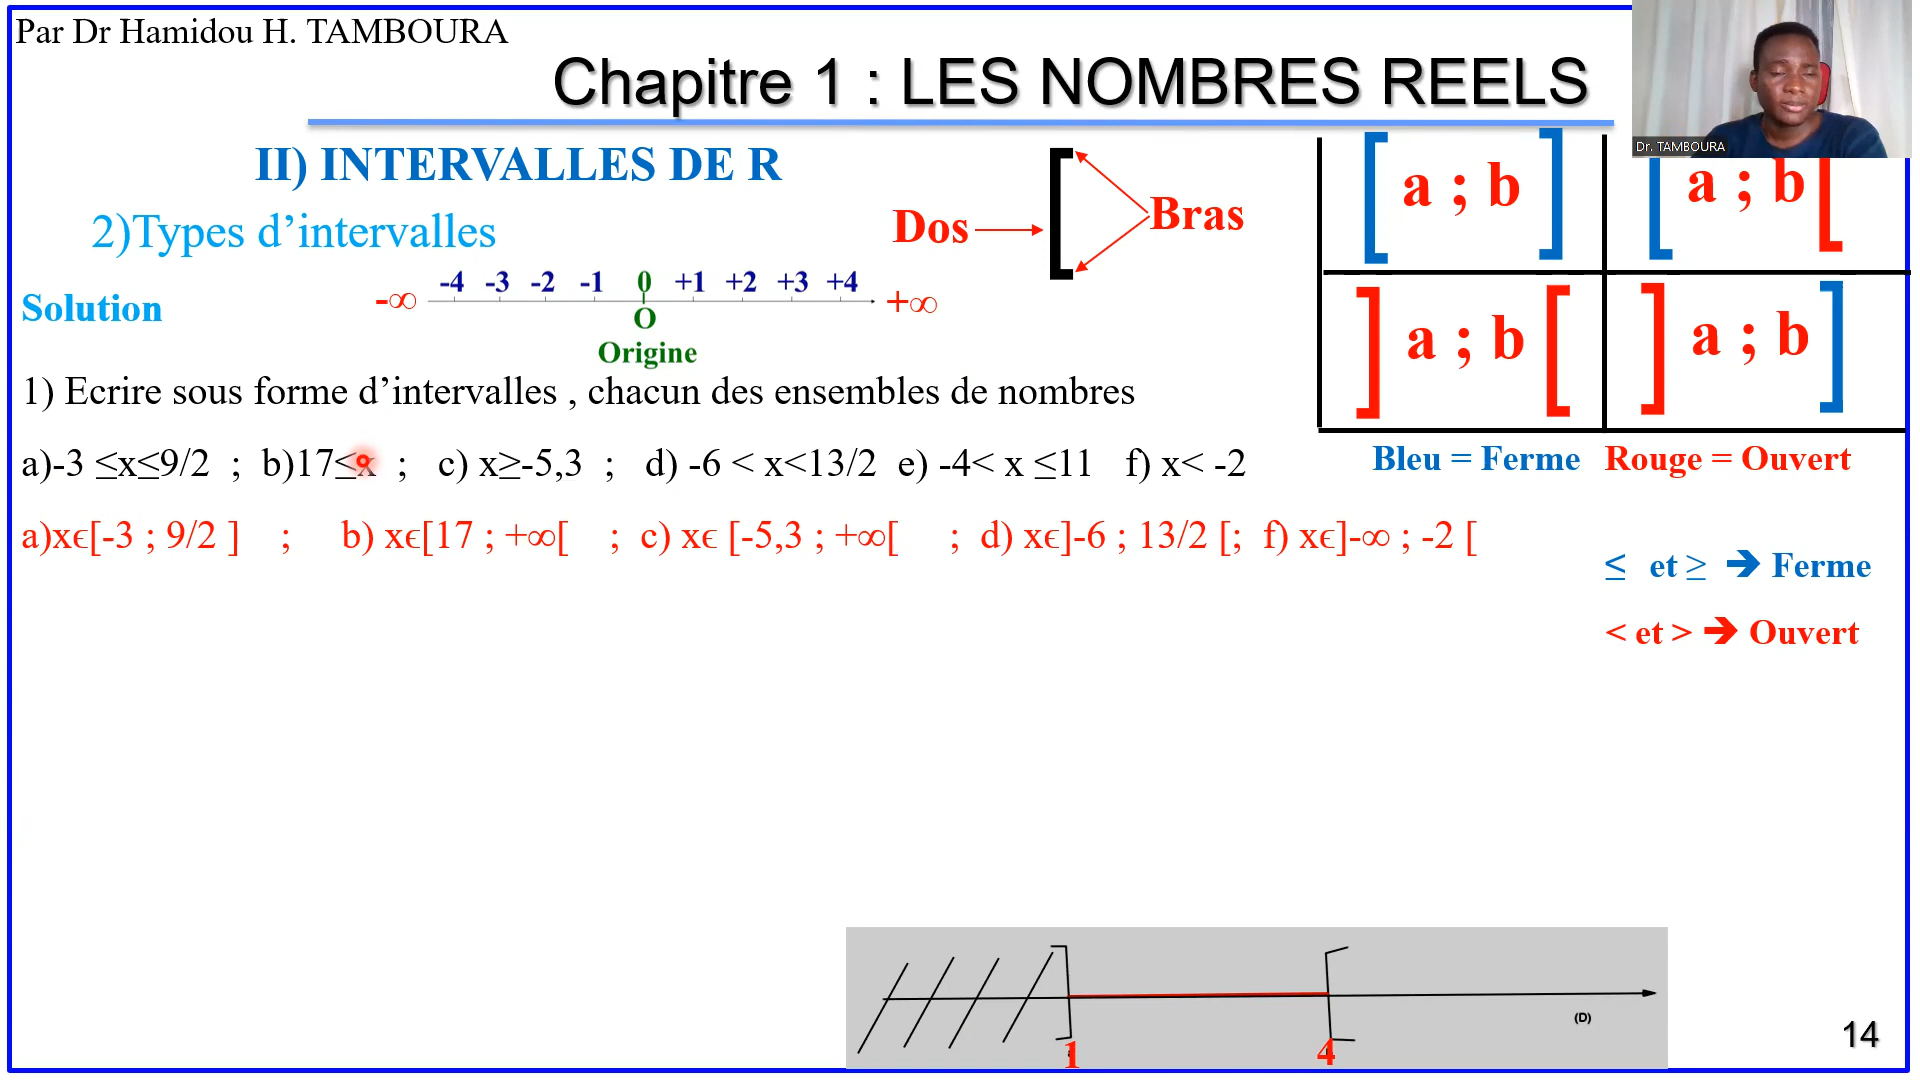 Par Dr Hamidou H. TAMBOURA
Chapitre 1 : LES NOMBRES REELS
Dr. TAMBOURA
II) INTERVALLES DE R
2)Types d’intervalles
Dos
Bras
[ a ; b ]
[ a ; b [
] a ; b [
] a ; b ]
Bleu = Ferme Rouge = Ouvert
Solution
-∞ -4 -3 -2 -1 0 +1 +2 +3 +4 +∞
O
Origine
1) Ecrire sous forme d’intervalles , chacun des ensembles de nombres
a)-3 ≤x≤9/2 ; b)17≤x ; c) x≥-5,3 ; d) -6 < x<13/2 e) -4< x ≤11 f) x< -2
a)xϵ[-3 ; 9/2 ] ; b) xϵ[17 ; +∞[ ; c) xϵ [-5,3 ; +∞[ ; d) xϵ]-6 ; 13/2 [; f) xϵ]-∞ ; -2 [
≤ et ≥ ➔ Ferme
< et > ➔ Ouvert
] [
(D)
1 4
14